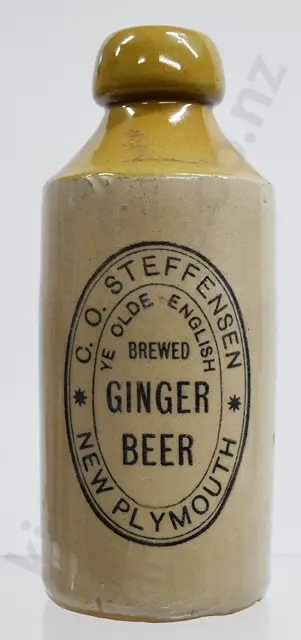 C. O. STEFFENSEN
YE OLDE ENGLISH
BREWED
GINGER
BEER
NEW PLYMOUTH